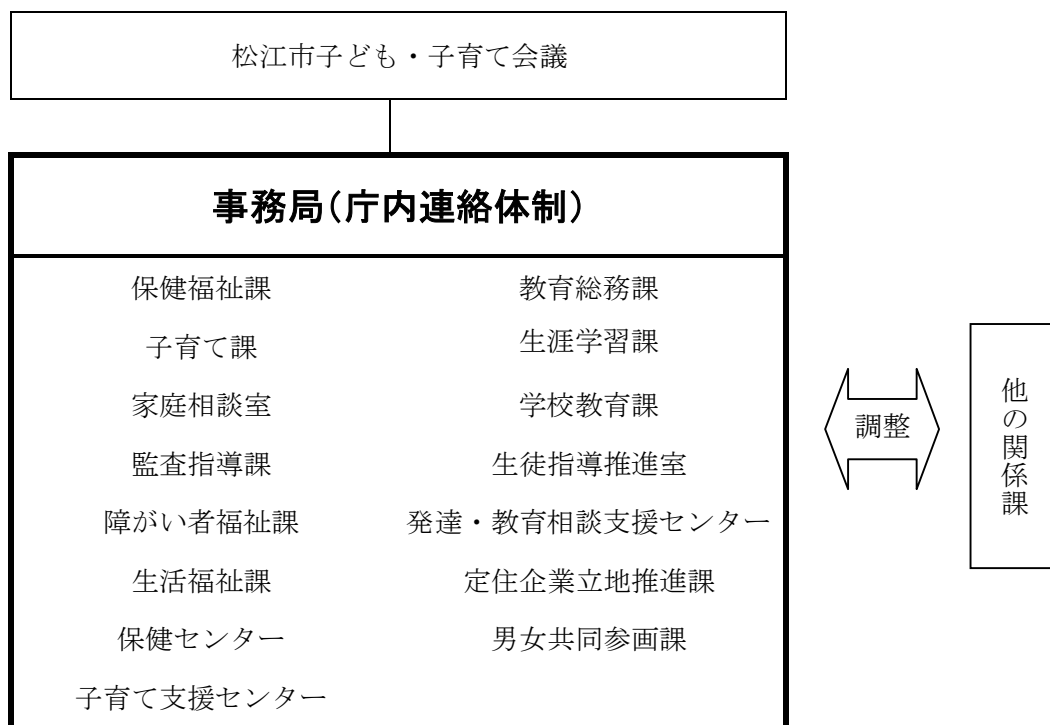 松江市子ども・子育て会議
事務局(庁内連絡体制)
保健福祉課
子育て課
家庭相談室
監査指導課
障がい者福祉課
生活福祉課
保健センター
子育て支援センター
教育総務課
生涯学習課
学校教育課
生徒指導推進室
発達・教育相談支援センター
定住企業立地推進課
男女共同参画課
調整
他の関係課